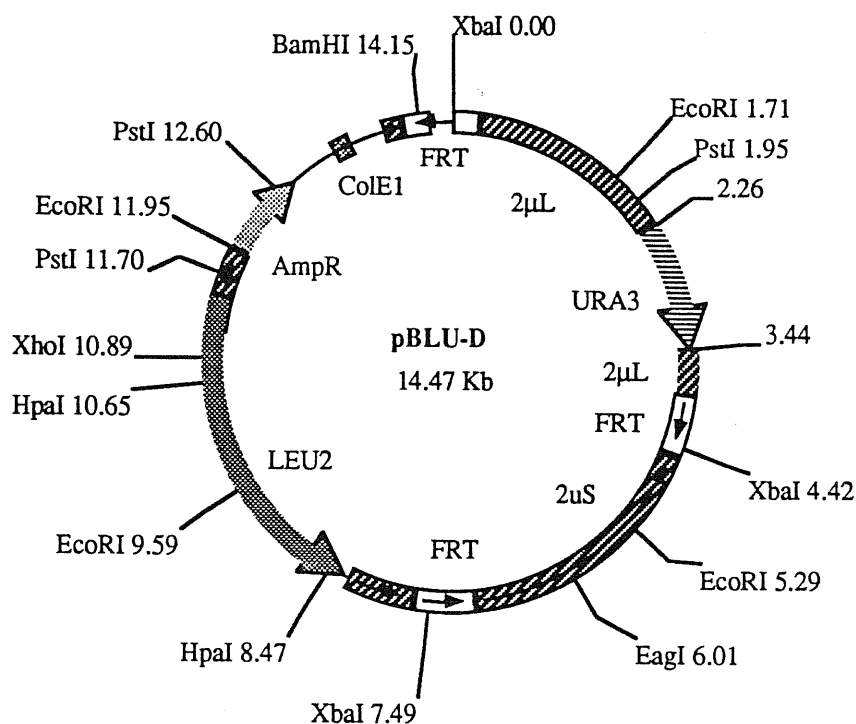 XbaI 0.00
BamHI 14.15
EcoRI 1.71
PstI 12.60
PstI 1.95
FRT
ColE1
2.26
2µL
EcoRI 11.95
PstI 11.70
AmpR
URA3
pBLU-D
3.44
XhoI 10.89
14.47 Kb
2µL
HpaI 10.65
FRT
LEU2
XbaI 4.42
2uS
EcoRI 9.59
FRT
EcoRI 5.29
HpaI 8.47
EagI 6.01
XbaI 7.49